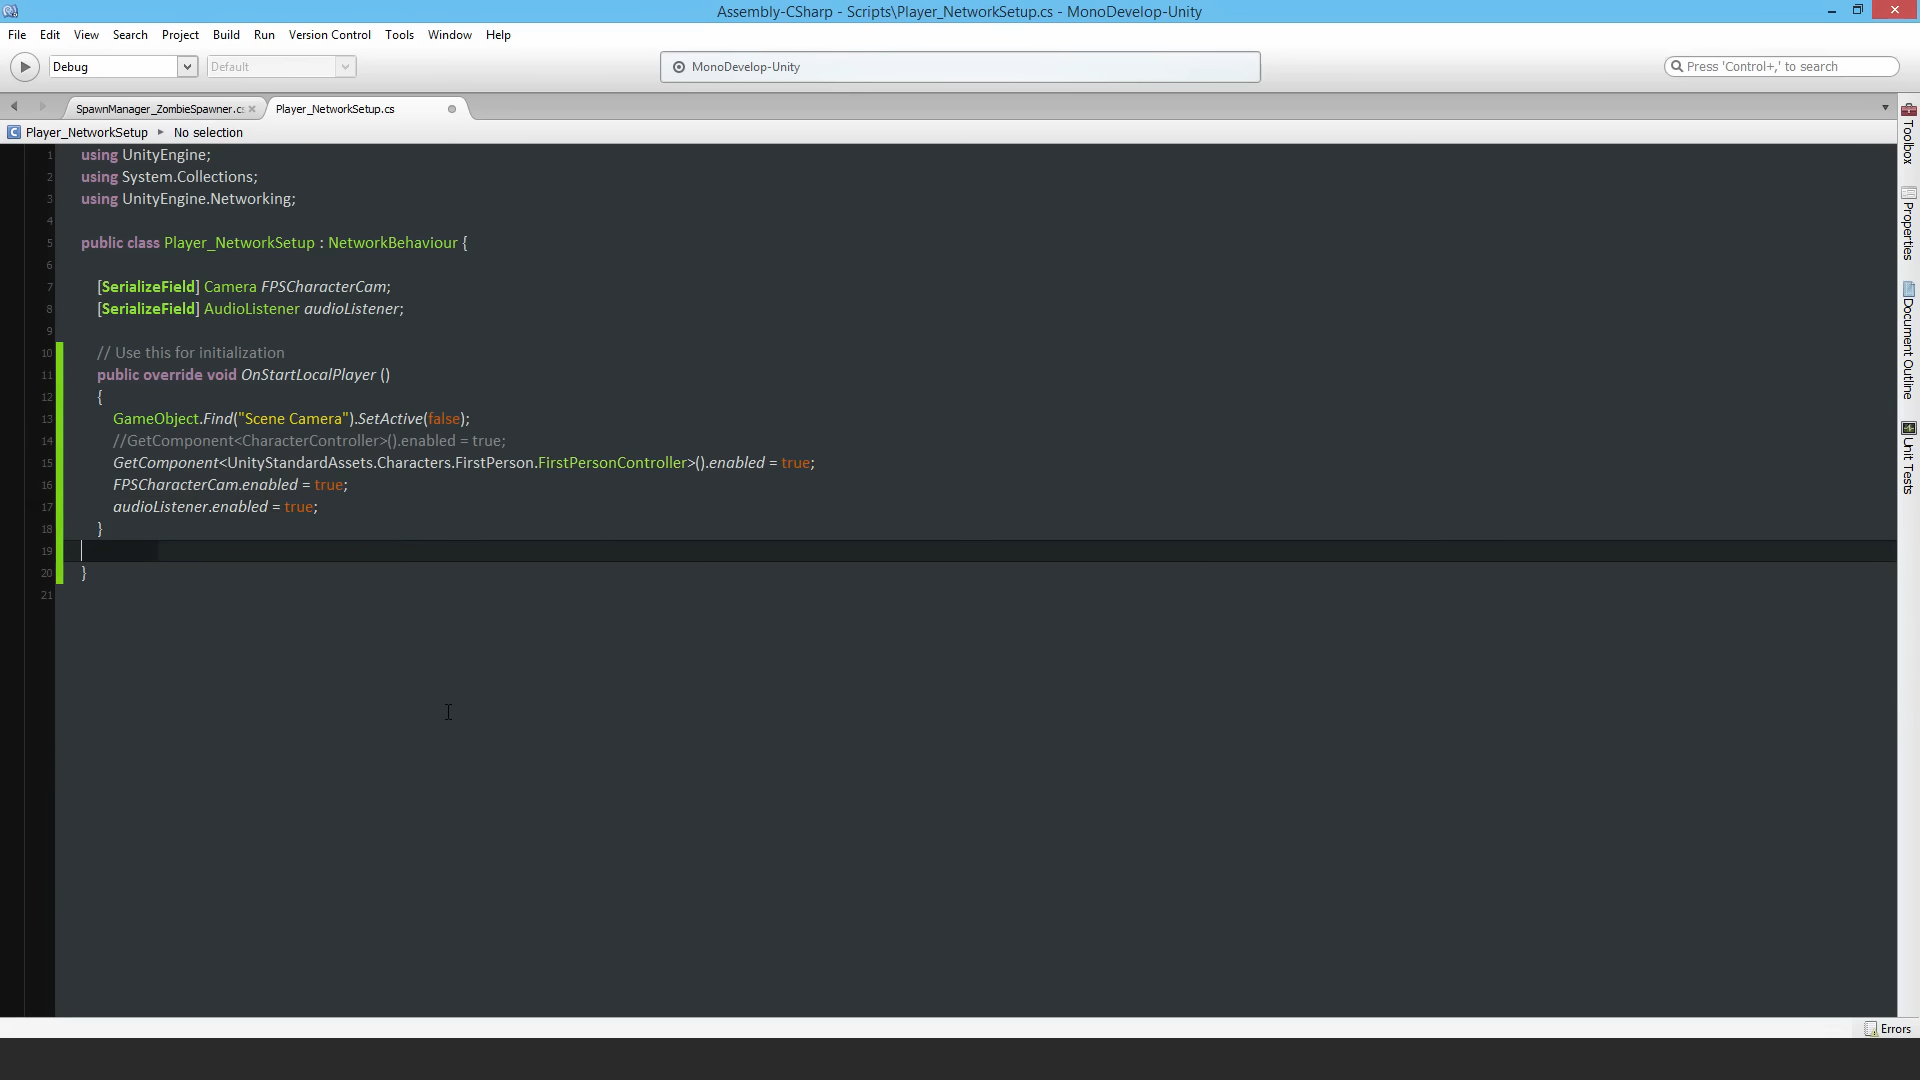 Assembly-CSharp - Scripts\Player_NetworkSetup.cs - MonoDevelop-Unity
File Edit View Search Project Build Run Version Control Tools Window Help
Debug Default MonoDevelop-Unity Press 'Control+,' to search
SpawnManager_ZombieSpawner.cs Player_NetworkSetup.cs
C Player_NetworkSetup No selection
1 using UnityEngine;
2 using System.Collections;
3 using UnityEngine.Networking;
4
5 public class Player_NetworkSetup : NetworkBehaviour {
6
7 [SerializeField] Camera FPSCharacterCam;
8 [SerializeField] AudioListener audioListener;
9
10 // Use this for initialization
11 public override void OnStartLocalPlayer ()
12 {
13 GameObject.Find("Scene Camera").SetActive(false);
14 //GetComponent<CharacterController>().enabled = true;
15 GetComponent<UnityStandardAssets.Characters.FirstPerson.FirstPersonController>().enabled = true;
16 FPSCharacterCam.enabled = true;
17 audioListener.enabled = true;
18 }
19
20 }
21
Toolbox
Properties
Document Outline
Unit Tests
Errors